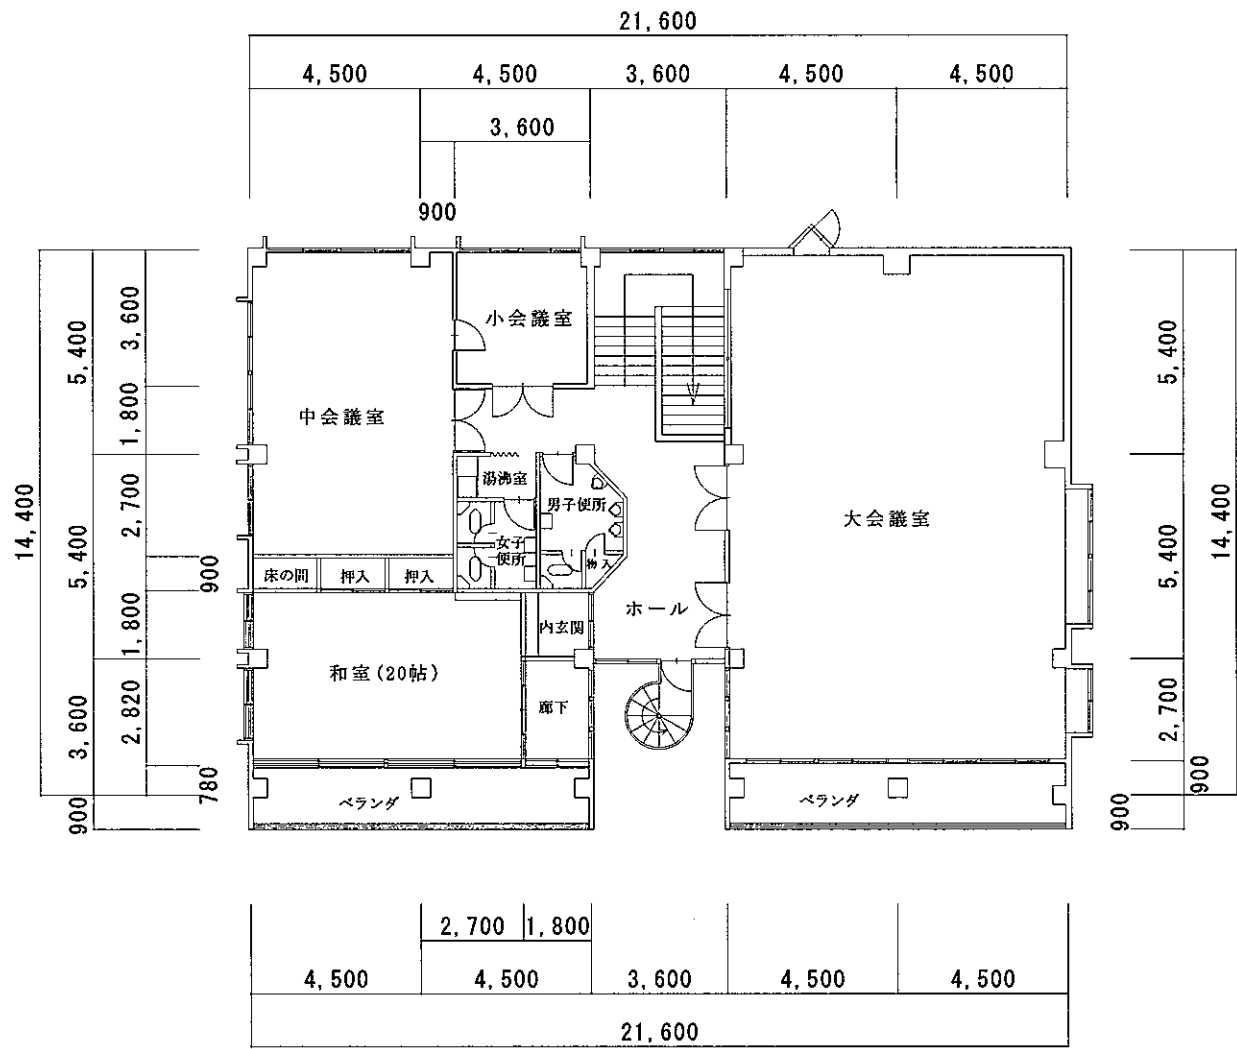 21,600
4,500
4,500
3,600
4,500
4,500
3,600
900
14,400
5,400
5,400
3,600
900
3,600
1,800
2,700
900
1,800
2,820
780
小会議室
中会議室
湯沸室
男子便所
女子
便所
物入
大会議室
床の間
押入
押入
ホール
内玄関
和室(20帖)
廊下
ベランダ
ベランダ
5,400
5,400
2,700
900
900
14,400
2,700
1,800
4,500
4,500
3,600
4,500
4,500
21,600